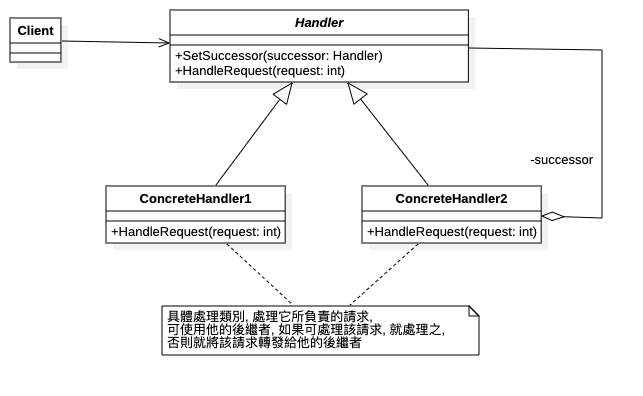 Client
Handler
+SetSuccessor(successor: Handler)
+HandleRequest(request: int)
-successor
ConcreteHandler1
+HandleRequest(request: int)
ConcreteHandler2
+HandleRequest(request: int)
具體處理類別, 處理它所負責的請求,
可使用他的後繼者, 如果可處理該請求, 就處理之,
否則就將該請求轉發給他的後繼者